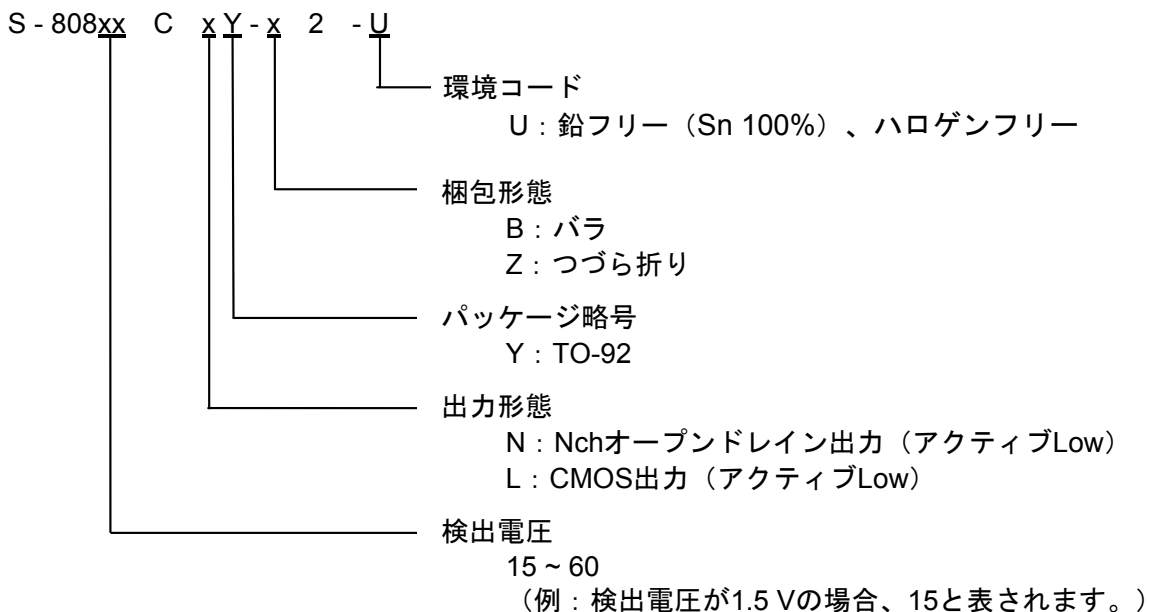 S - 808xx C x Y - x 2 - U
環境コード
U：鉛フリー（Sn 100%）、ハロゲンフリー
梱包形態
B：バラ
Z：つづら折り
パッケージ略号
Y：TO-92
出力形態
N：Nchオープンドレイン出力（アクティブLow）
L：CMOS出力（アクティブLow）
検出電圧
15 ~ 60
（例：検出電圧が1.5 Vの場合、15と表されます。）